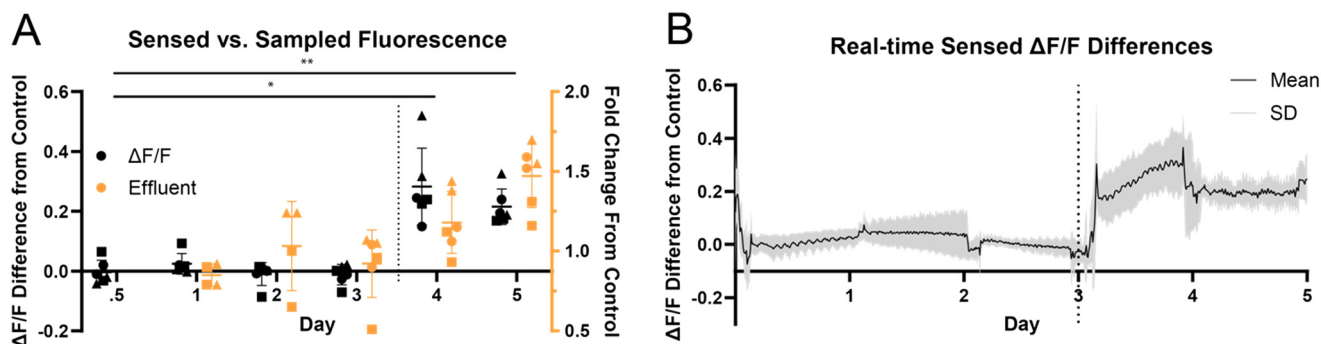 A
Sensed vs. Sampled Fluorescence
**
*
ΔF/F Difference from Control
0.6
0.4
0.2
0.0
-0.2
ΔF/F
Effluent
.5
1
2
3
4
5
Day
2.0
1.5
1.0
0.5
Fold Change From Control
B
Real-time Sensed ΔF/F Differences
ΔF/F Difference from Control
0.6
0.4
0.2
0.0
-0.2
Mean
SD
1
2
3
4
5
Day